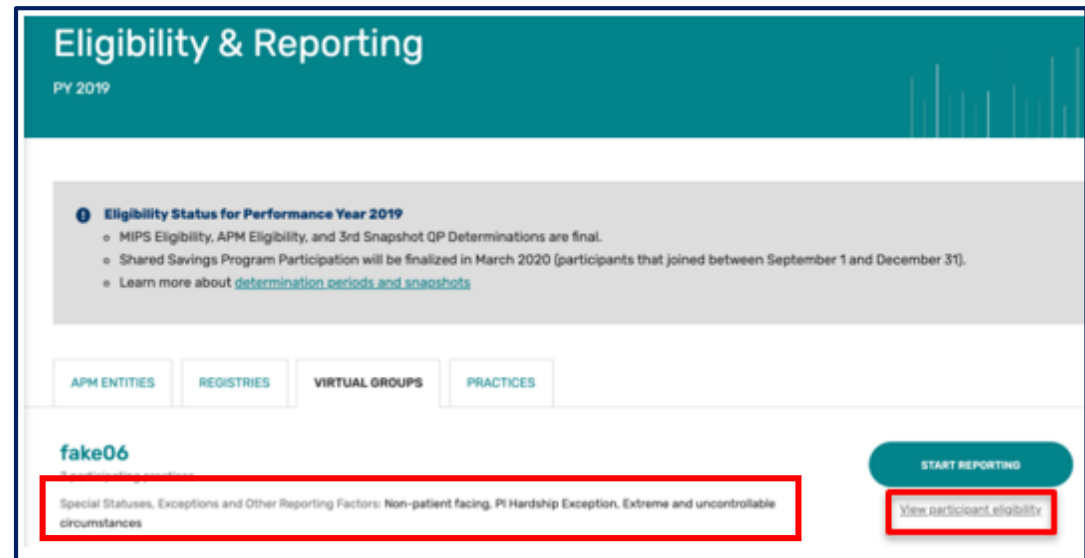 Eligibility & Reporting
PY 2019
Eligibility Status for Performance Year 2019
MIPS Eligibility, APM Eligibility, and 3rd Snapshot QP Determinations are final.
Shared Savings Program Participation will be finalized in March 2020 (participants that joined between September 1 and December 31).
Learn more about determination periods and snapshots
APM ENTITIES REGISTRIES VIRTUAL GROUPS PRACTICES
fake06
participating practices
START REPORTING
Special Statuses, Exceptions and Other Reporting Factors: Non-patient facing, PI Hardship Exception, Extreme and uncontrollable
circumstances
View participant eligibility